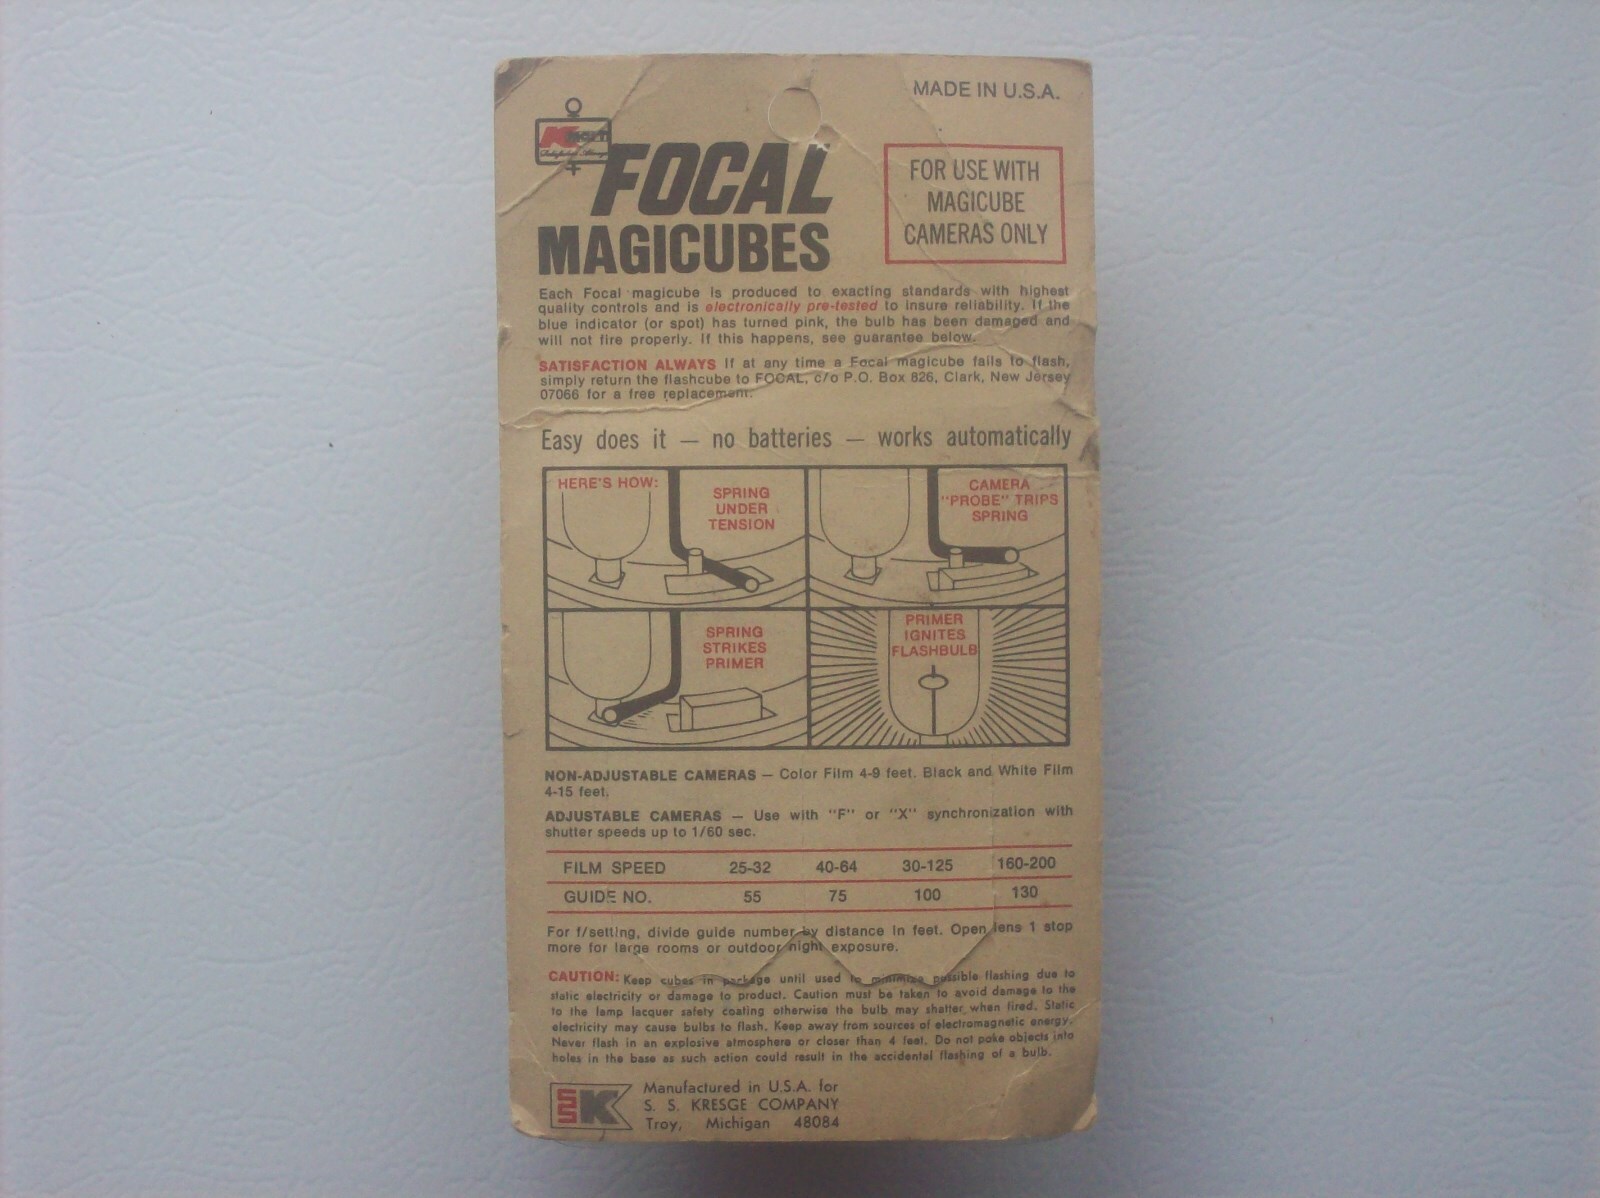 MADE IN U.S.A.
K mart
FOCAL
MAGICUBES
FOR USE WITH
MAGICUBE
CAMERAS ONLY
Each Focal magicube is produced to exacting standards with highest
quality controls and is electronically pre-tested to insure reliability. If the
blue indicator (or spot) has turned pink, the bulb has been damaged and
will not fire properly. If this happens, see guarantee below.
SATISFACTION ALWAYS If at any time a Focal magicube fails to flash,
simply return the flashcube to FOCAL, c/o P.O. Box 826, Clark, New Jersey
07066 for a free replacement.
Easy does it — no batteries — works automatically
HERE'S HOW:
SPRING
UNDER
TENSION
CAMERA
"PROBE" TRIPS
SPRING
SPRING
STRIKES
PRIMER
PRIMER
IGNITES
FLASHBULB
NON-ADJUSTABLE CAMERAS — Color Film 4-9 feet. Black and White Film
4-15 feet.
ADJUSTABLE CAMERAS — Use with "F" or "X" synchronization with
shutter speeds up to 1/60 sec.
FILM SPEED 25-32 40-64 30-125 160-200
GUIDE NO. 55 75 100 130
For f/setting, divide guide number by distance in feet. Open lens 1 stop
more for large rooms or outdoor night exposure.
CAUTION: Keep cubes in package until used to minimize possible flashing due to
static electricity or damage to product. Caution must be taken to avoid damage to the
to the lamp lacquer safety coating otherwise the bulb may shatter when fired. Static
electricity may cause bulbs to flash. Keep away from sources of electromagnetic energy.
Never flash in an explosive atmosphere or closer than 4 feet. Do not poke objects into
holes in the base as such action could result in the accidental flashing of a bulb.
SSK
Manufactured in U.S.A. for
S. S. KRESGE COMPANY
Troy, Michigan 48084